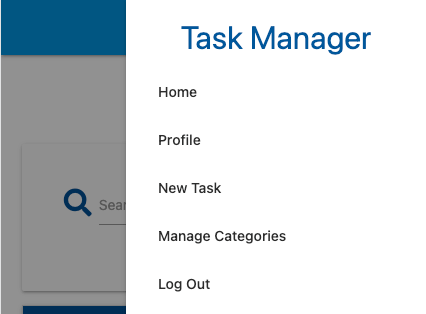 Task Manager
Home
Profile
New Task
Manage Categories
Log Out